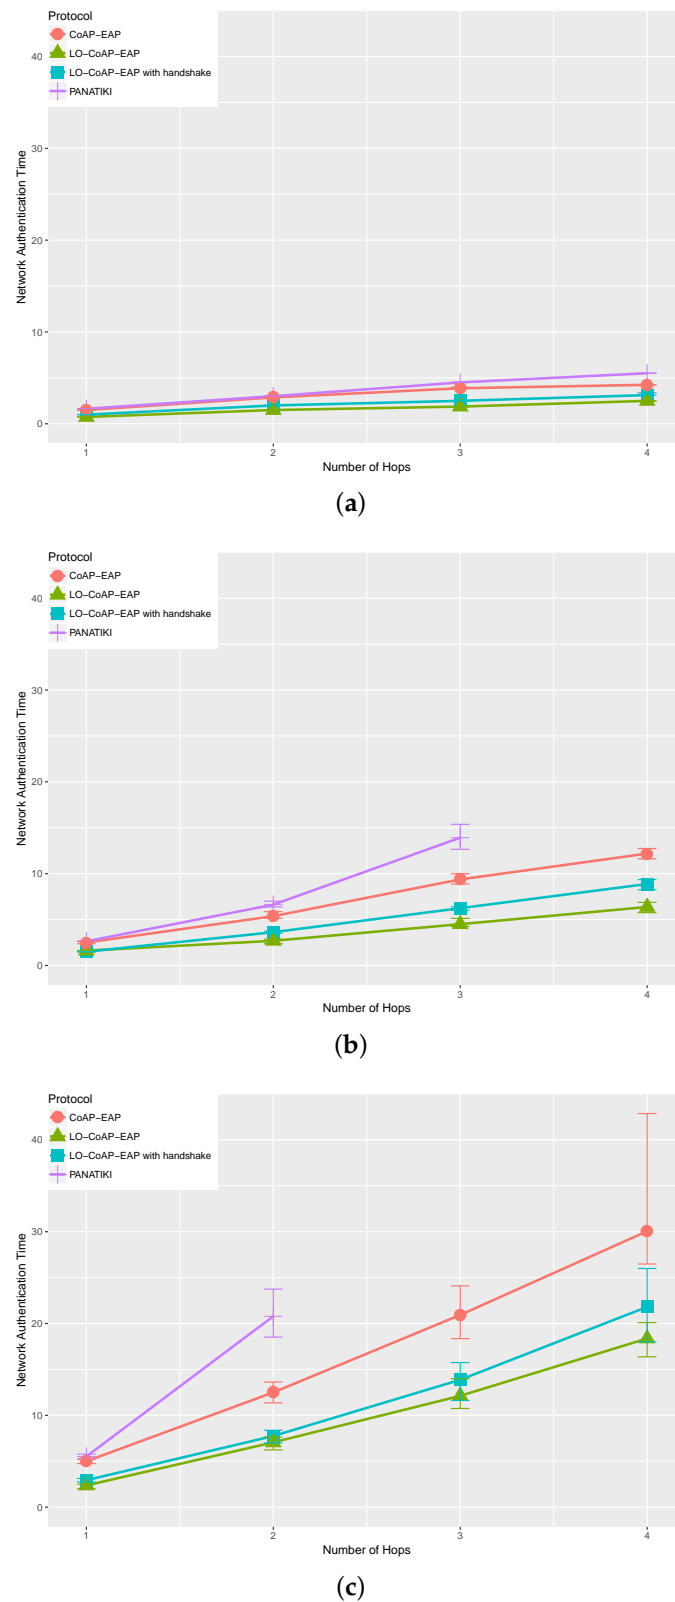 Protocol
CoAP−EAP
LO−CoAP−EAP
LO−CoAP−EAP with handshake
PANATIKI
Network Authentication Time
40
30
20
10
0
1 2 3 4
Number of Hops
(a)
Protocol
CoAP−EAP
LO−CoAP−EAP
LO−CoAP−EAP with handshake
PANATIKI
Network Authentication Time
40
30
20
10
0
1 2 3 4
Number of Hops
(b)
Protocol
CoAP−EAP
LO−CoAP−EAP
LO−CoAP−EAP with handshake
PANATIKI
Network Authentication Time
40
30
20
10
0
1 2 3 4
Number of Hops
(c)